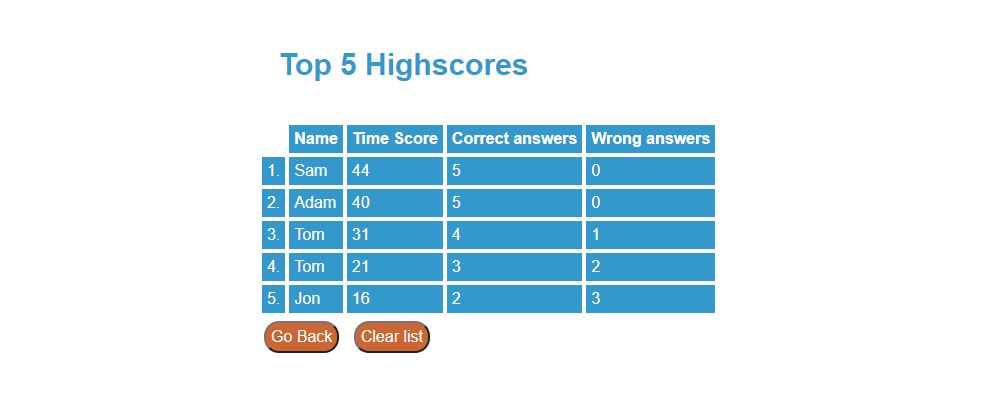 Top 5 Highscores
Name Time Score Correct answers Wrong answers
1. Sam 44 5 0
2. Adam 40 5 0
3. Tom 31 4 1
4. Tom 21 3 2
5. Jon 16 2 3
Go Back Clear list